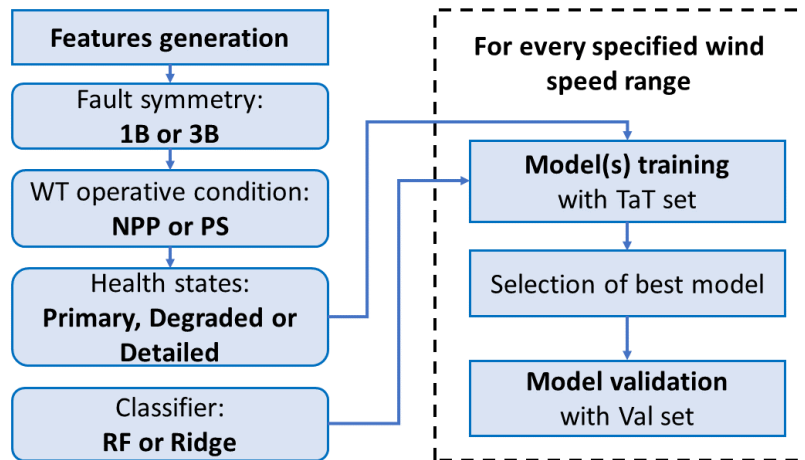 Features generation
Fault symmetry:
1B or 3B
WT operative condition:
NPP or PS
Health states:
Primary, Degraded or
Detailed
Classifier:
RF or Ridge
For every specified wind
speed range
Model(s) training
with TaT set
Selection of best model
Model validation
with Val set